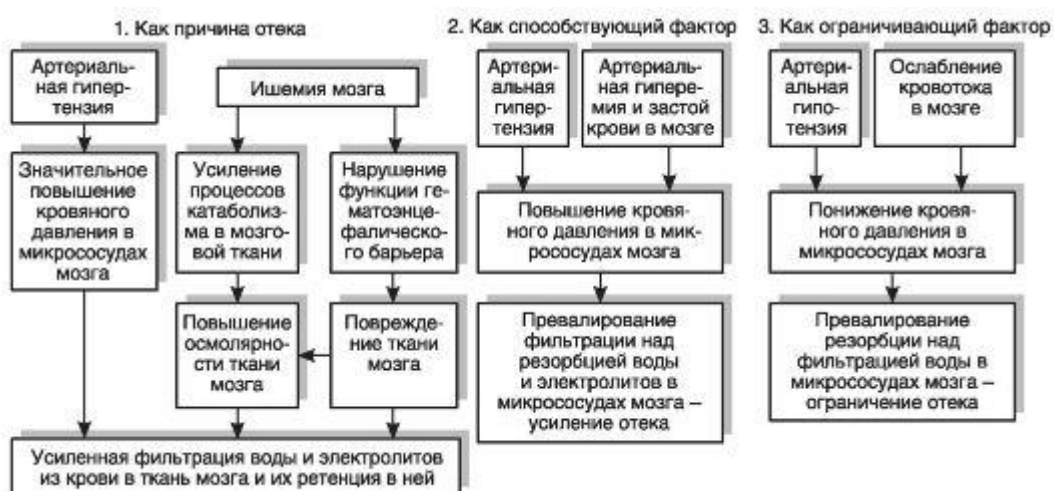 1. Как причина отека
Артериаль-
ная гипер-
тензия
Ишемия мозга
Значительное
повышение
кровяного
давления в
микрососудах
мозга
Усиление
процессов
катаболиз-
ма в мозго-
вой ткани
Нарушение
функции ге-
матоэнце-
фалическо-
го барьера
Повышение
осмолярно-
сти ткани
мозга
Поврежде-
ние ткани
мозга
Усиленная фильтрация воды и электролитов
из крови в ткань мозга и их ретенция в ней
2. Как способствующий фактор
Артери-
альная
гипер-
тензия
Артериаль-
ная гипере-
мия и застой
крови в мозге
Повышение кровя-
ного давления в мик-
рососудах мозга
Превалирование
фильтрации над
резорбцией воды
и электролитов в
микрососудах мозга –
усиление отека
3. Как ограничивающий фактор
Артери-
альная
гипо-
тензия
Ослабление
кровотока
в мозге
Понижение кровя-
ного давления в
микрососудах мозга
Превалирование
резорбции над
фильтрацией воды в
микрососудах мозга –
ограничение отека